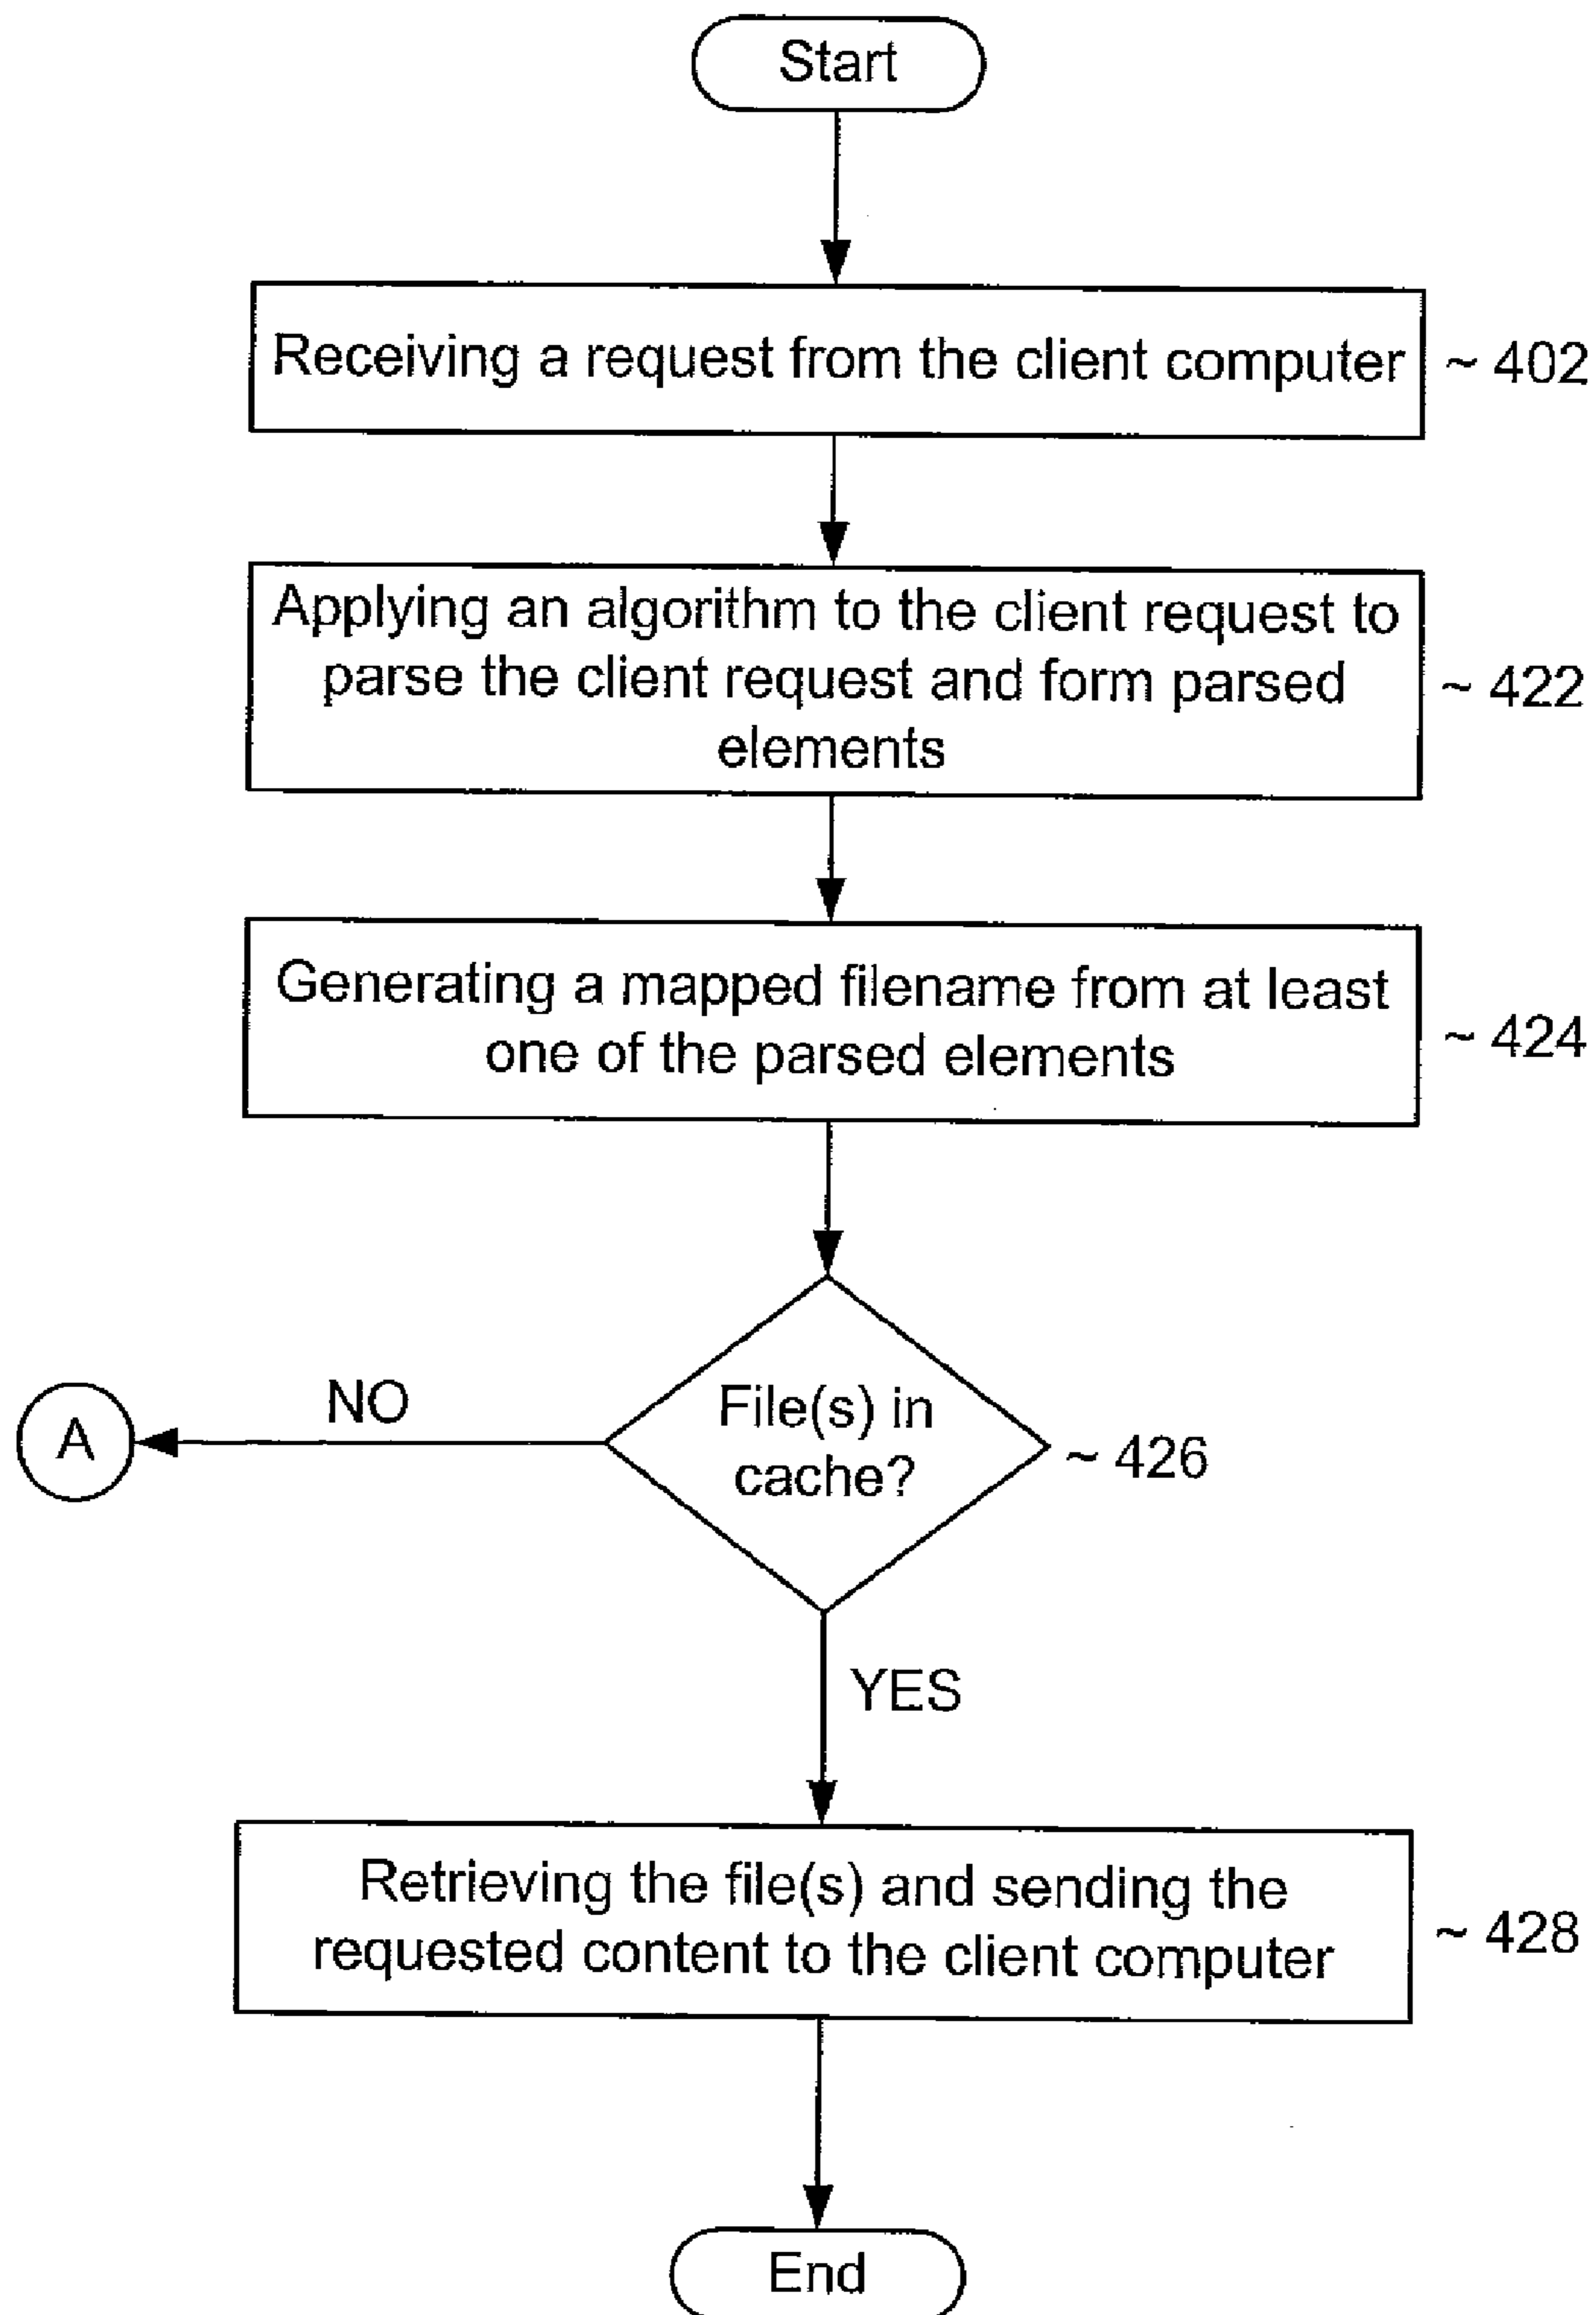 Start
Receiving a request from the client computer
~ 402
Applying an algorithm to the client request to
parse the client request and form parsed
elements
~ 422
Generating a mapped filename from at least
one of the parsed elements
~ 424
File(s) in
cache?
~ 426
NO
A
YES
Retrieving the file(s) and sending the
requested content to the client computer
~ 428
End